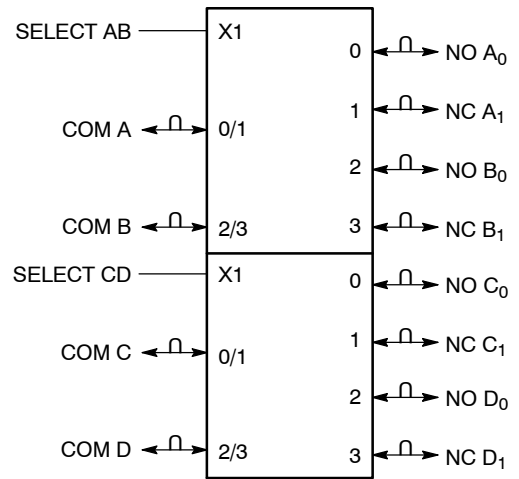 SELECT AB X1
0 NO A0
1 NC A1
COM A 0/1
2 NO B0
COM B 2/3 3 NC B1
SELECT CD X1
0 NO C0
1 NC C1
COM C 0/1
2 NO D0
COM D 2/3 3 NC D1